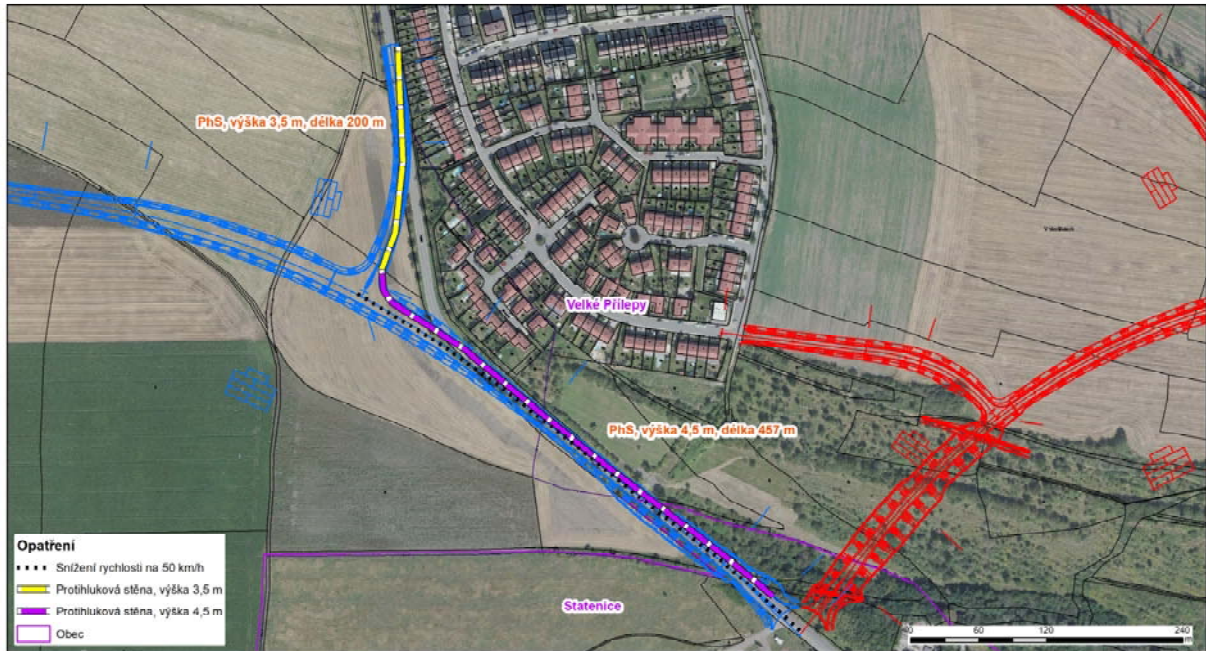 PhS, výška 3,5 m, délka 200 m
Velké Přílepy
PhS, výška 4,5 m, délka 457 m
Statenice
Opatření
Snížení rychlosti na 50 km/h
Protihluková stěna, výška 3,5 m
Protihluková stěna, výška 4,5 m
Obec
60
120
240
m